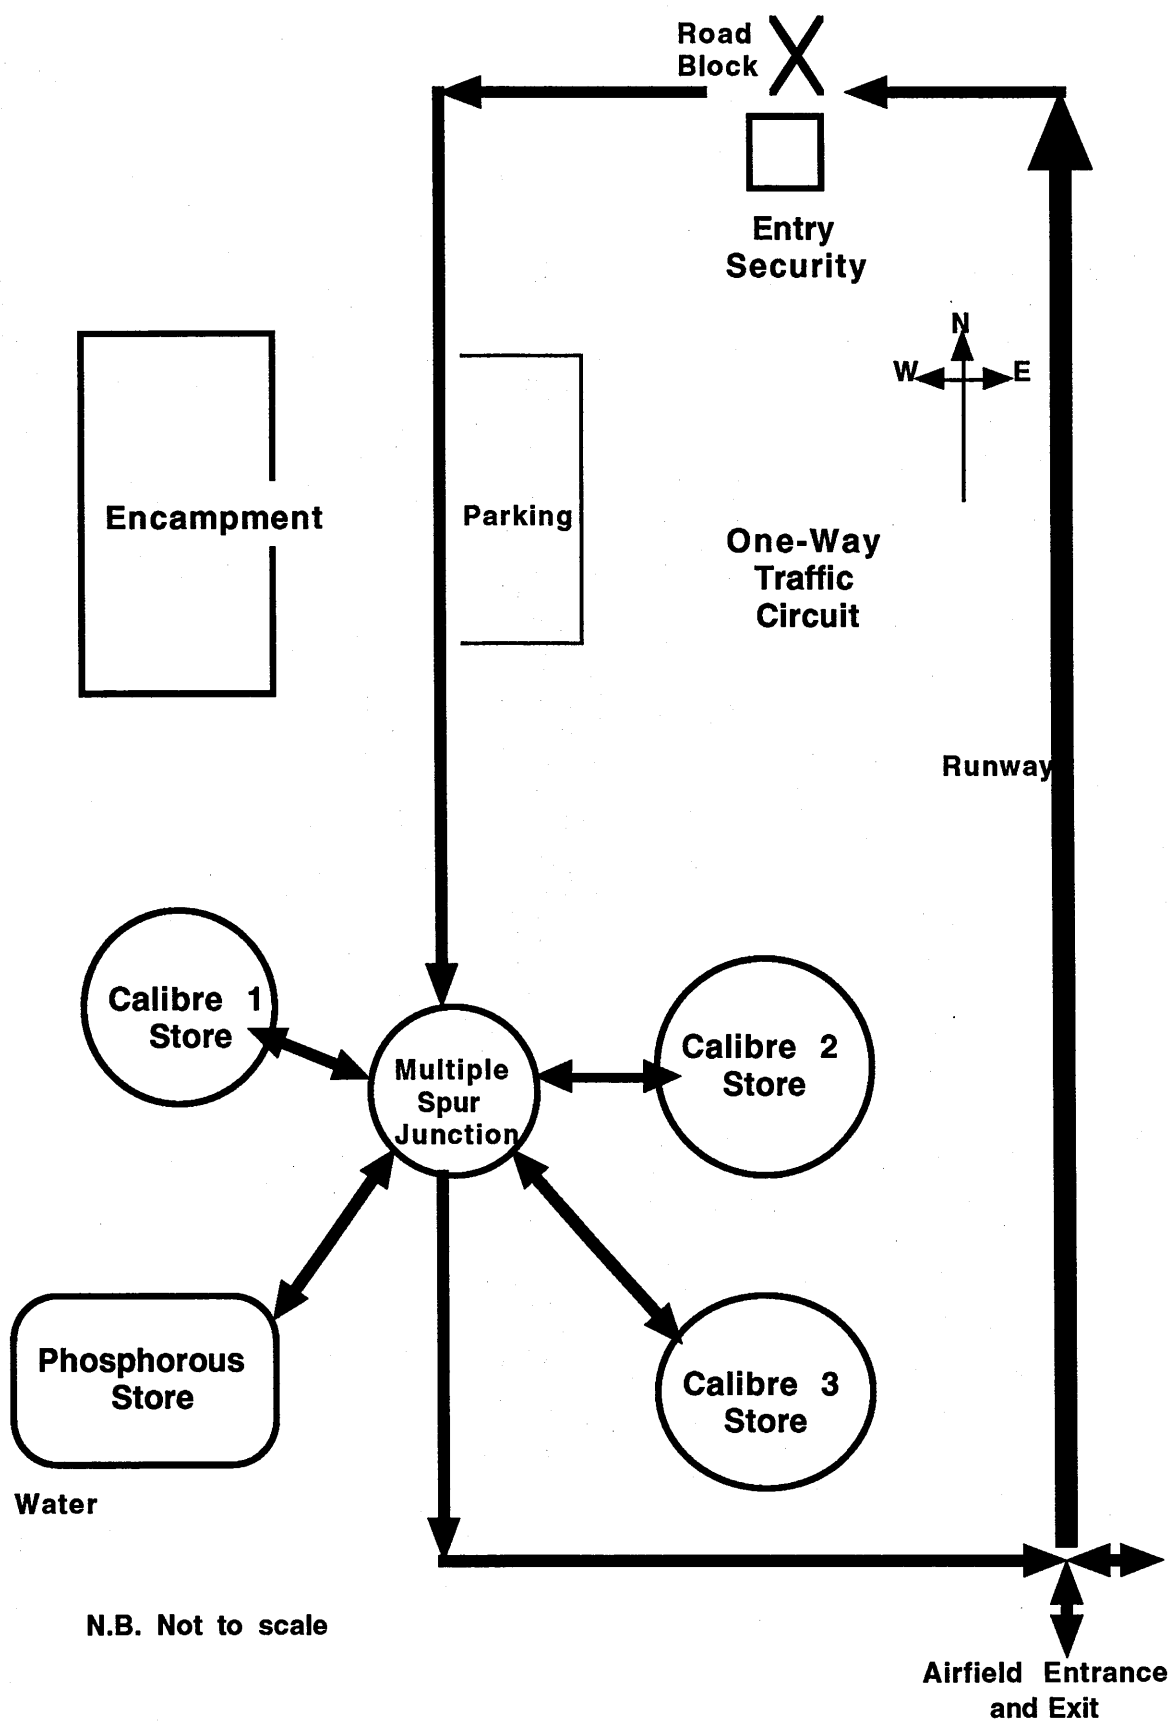 Road
Block
Entry
Security
N
W
E
Encampment
Parking
One-Way
Traffic
Circuit
Runway
Calibre 1
Store
Multiple
Spur
Junction
Calibre 2
Store
Phosphorous
Store
Calibre 3
Store
Water
N.B. Not to scale
Airfield Entrance
and Exit